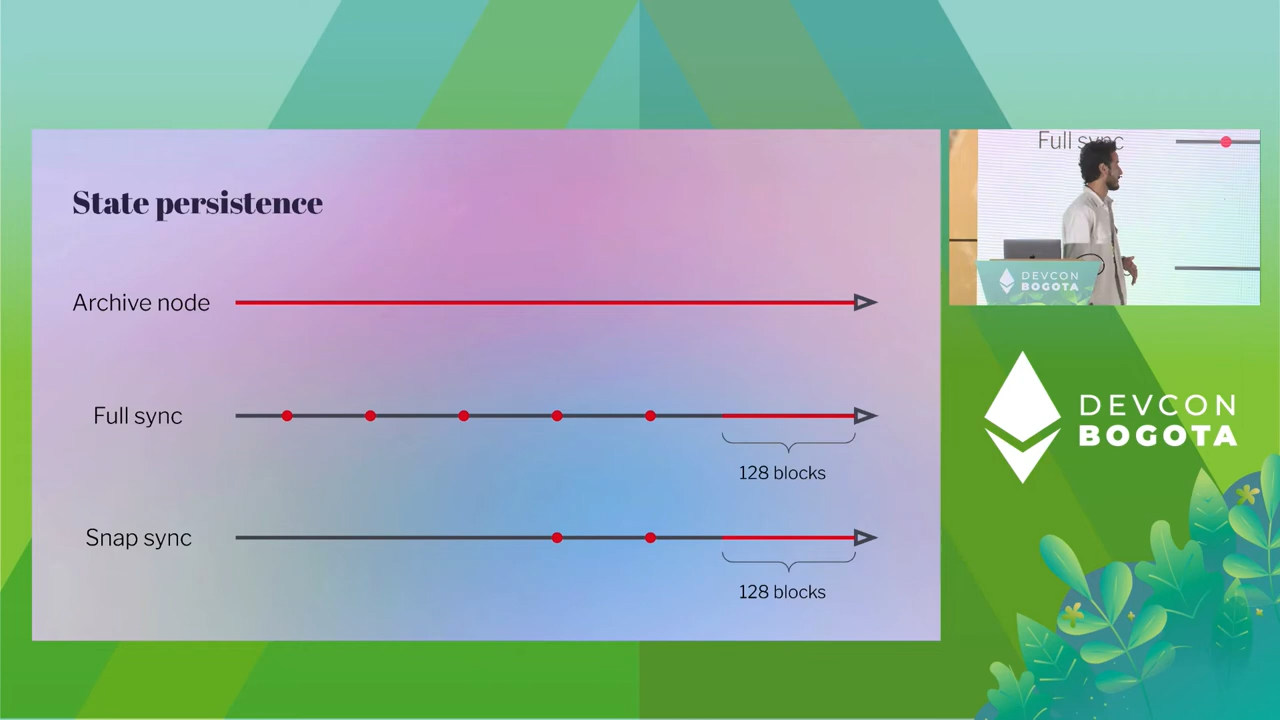 State persistence
Archive node
Full sync
128 blocks
Snap sync
128 blocks
Full sync
DEVCON
BOGOTA
DEVCON
BOGOTA